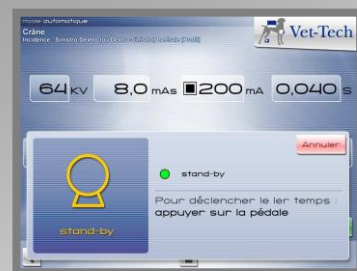 mode automatique
Crâne
Vet-Tech
64 kV 8,0 mAs 200 mA 0,040 s
Annuler
stand-by
Pour déclencher le 1er temps :
appuyer sur la pédale
stand-by